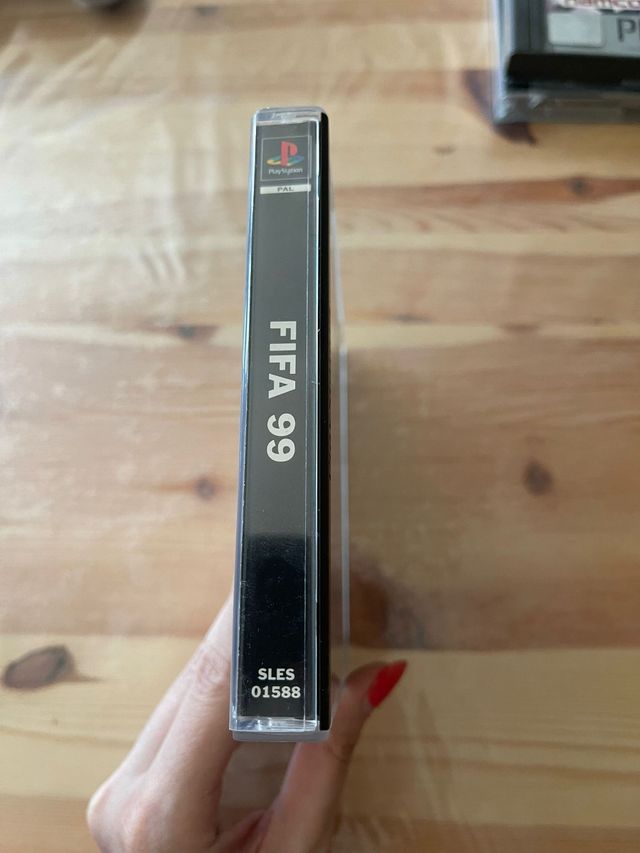 PlayStation
PAL
FIFA 99
SLES
01588